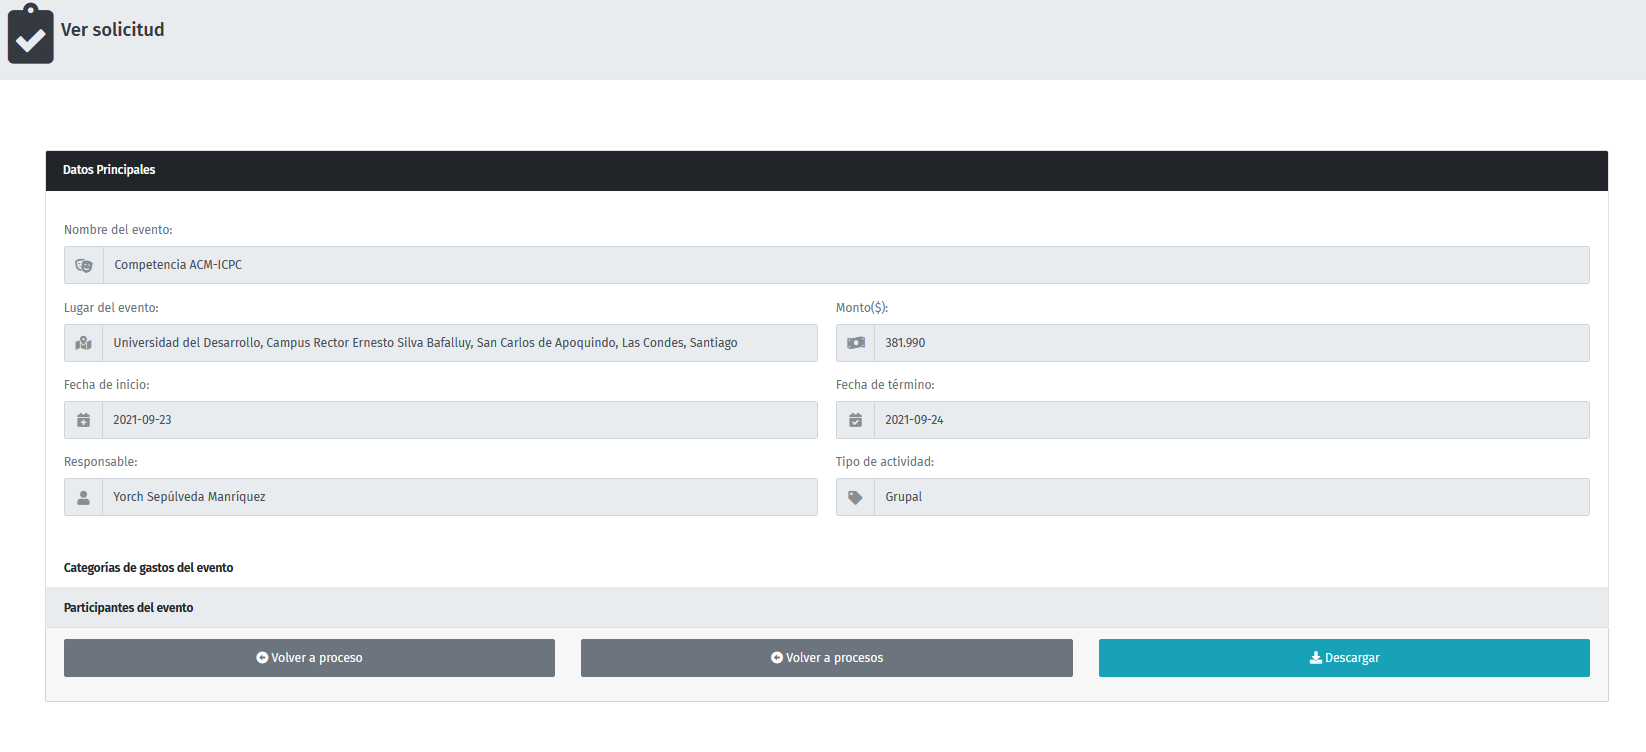 Ver solicitud
Datos Principales
Nombre del evento:
Competencia ACM-ICPC
Lugar del evento:
Monto($):
Universidad del Desarrollo, Campus Rector Ernesto Silva Bafalluy, San Carlos de Apoquindo, Las Condes, Santiago
381.990
Fecha de inicio:
Fecha de término:
2021-09-23
2021-09-24
Responsable:
Tipo de actividad:
Yorch Sepúlveda Manríquez
Grupal
Categorías de gastos del evento
Participantes del evento
Volver a proceso
Volver a procesos
Descargar